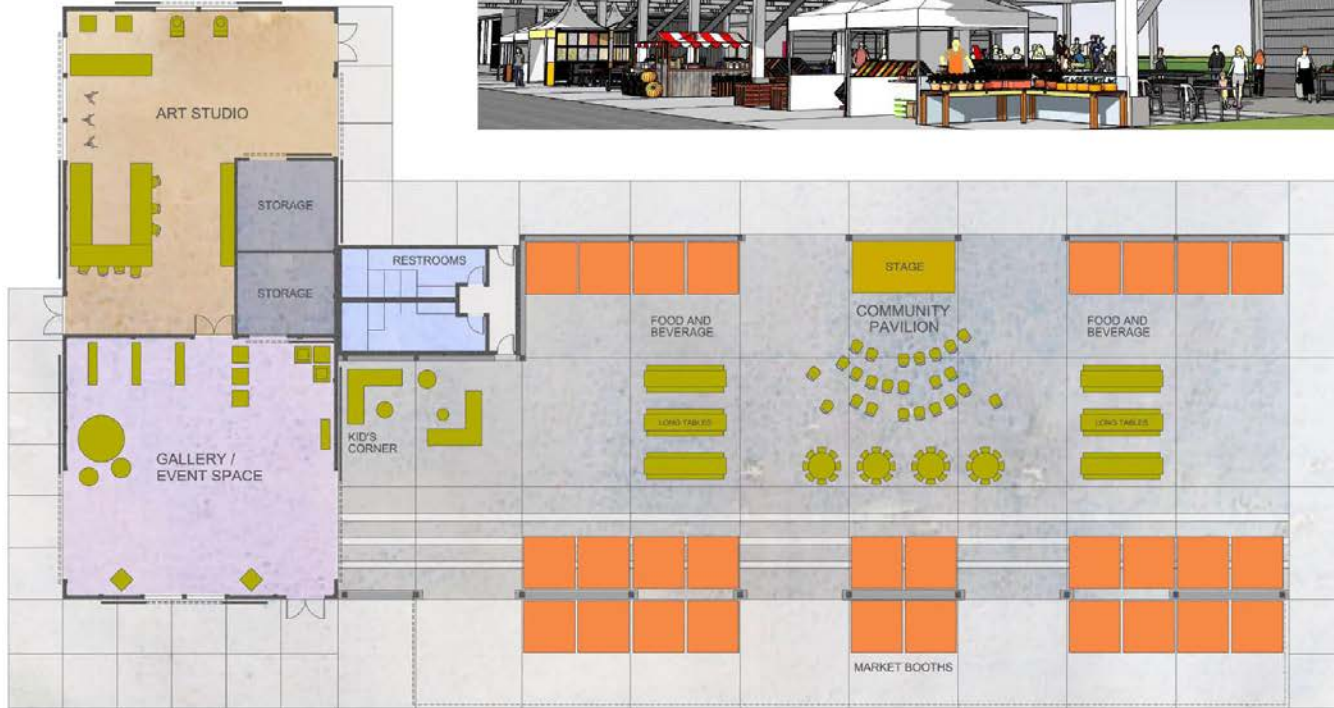 ART STUDIO
STORAGE
STORAGE
RESTROOMS
STAGE
COMMUNITY
PAVILION
FOOD AND
BEVERAGE
FOOD AND
BEVERAGE
LONG TABLES
LONG TABLES
KID'S
CORNER
GALLERY /
EVENT SPACE
MARKET BOOTHS